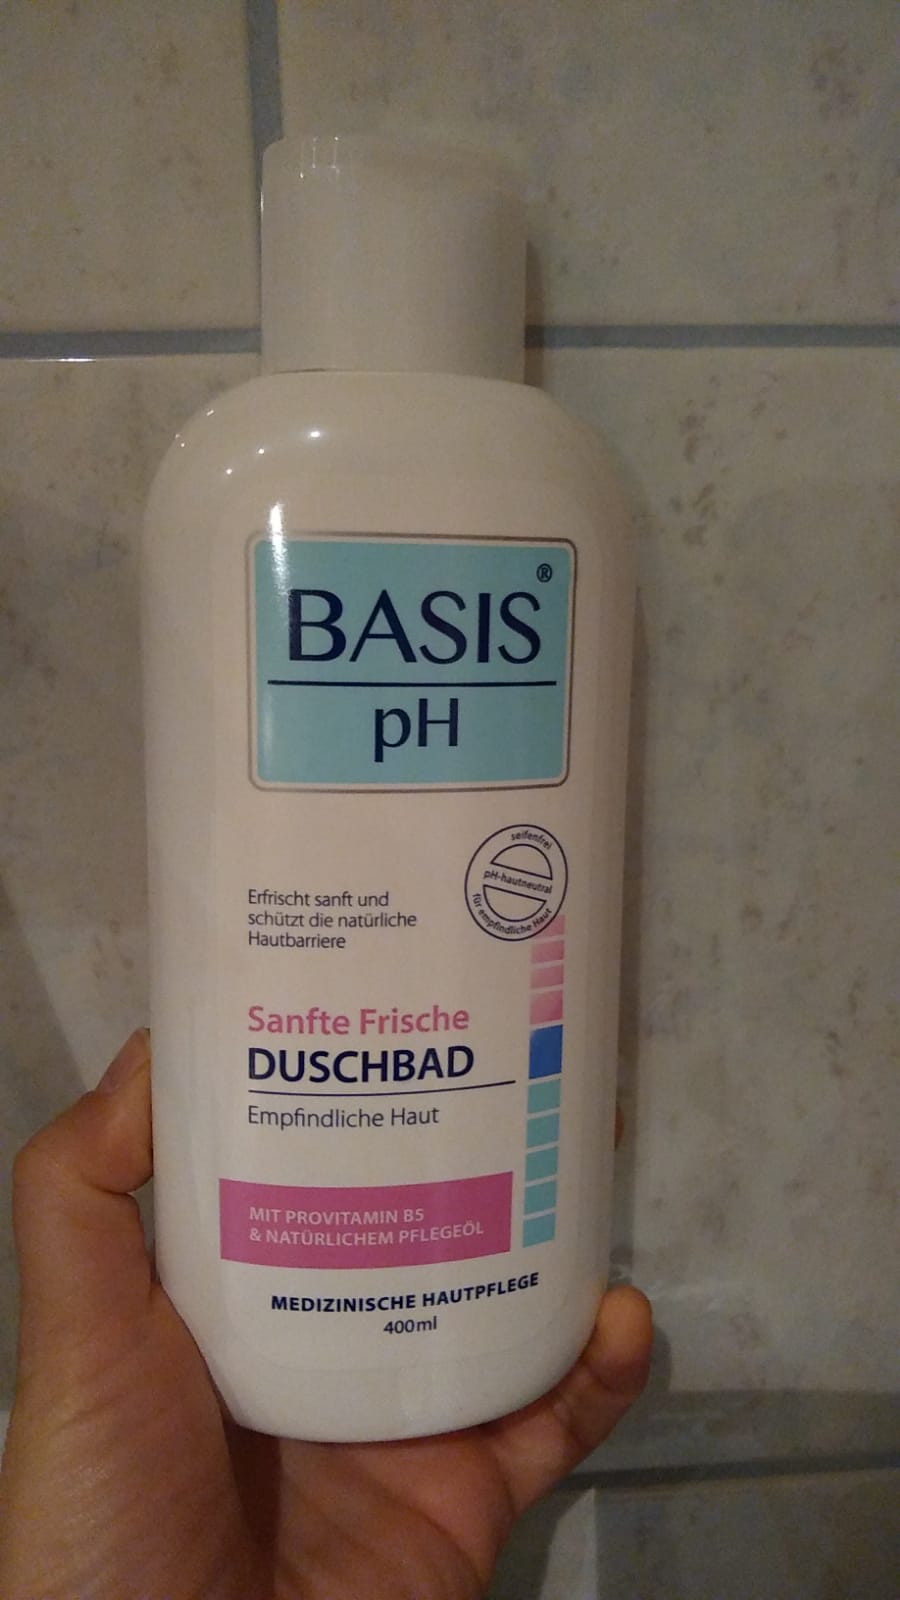 BASIS®
pH
seifenfrei
pH-hautneutral
für empfindliche Haut
Erfrischt sanft und
schützt die natürliche
Hautbarriere
Sanfte Frische
DUSCHBAD
Empfindliche Haut
MIT PROVITAMIN B5
& NATÜRLICHEM PFLEGEÖL
MEDIZINISCHE HAUTPFLEGE
400ml